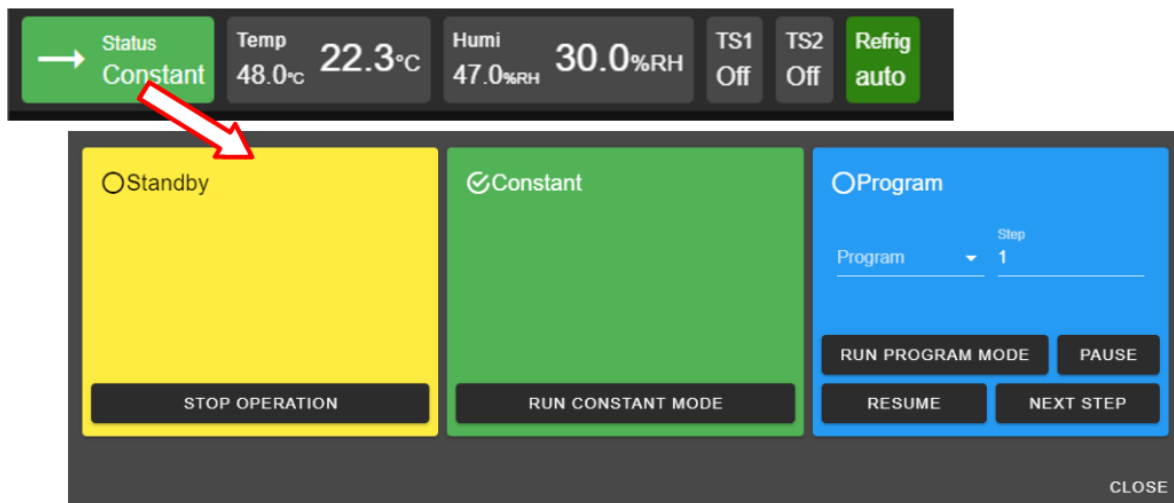 Status
Constant
Temp
48.0°C 22.3°C
Humi
47.0%RH 30.0%RH
TS1
Off
TS2
Off
Refrig
auto
Standby
STOP OPERATION
Constant
RUN CONSTANT MODE
Program
Step
Program 1
RUN PROGRAM MODE PAUSE
RESUME NEXT STEP
CLOSE